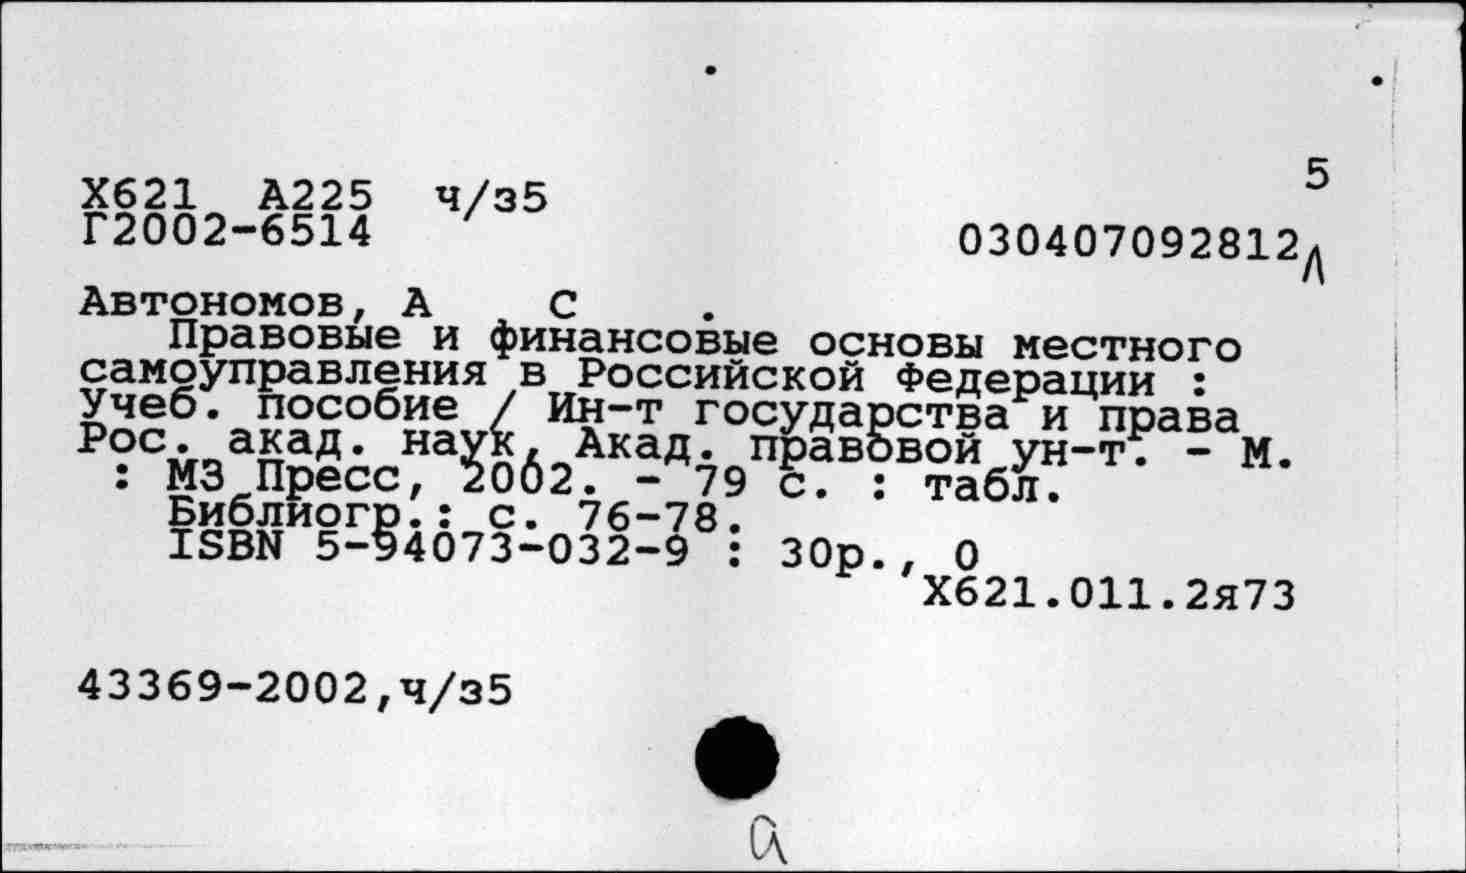 5
Х621 А225 ч/з5
Г2002-6514
030407092812Л
Автономов, А С .
Правовые и финансовые основы местного
самоуправления в Российской Федерации :
Учеб. пособие / Ин-т государства и права
Рос. акад. наук, Акад. правовой ун-т. - М.
: МЗ Пресс, 2002. - 79 с. : табл.
Библиогр.: с. 76-78.
ISBN 5-94073-032-9 : 30р., 0
Х621.011.2я73
43369-2002,ч/з5